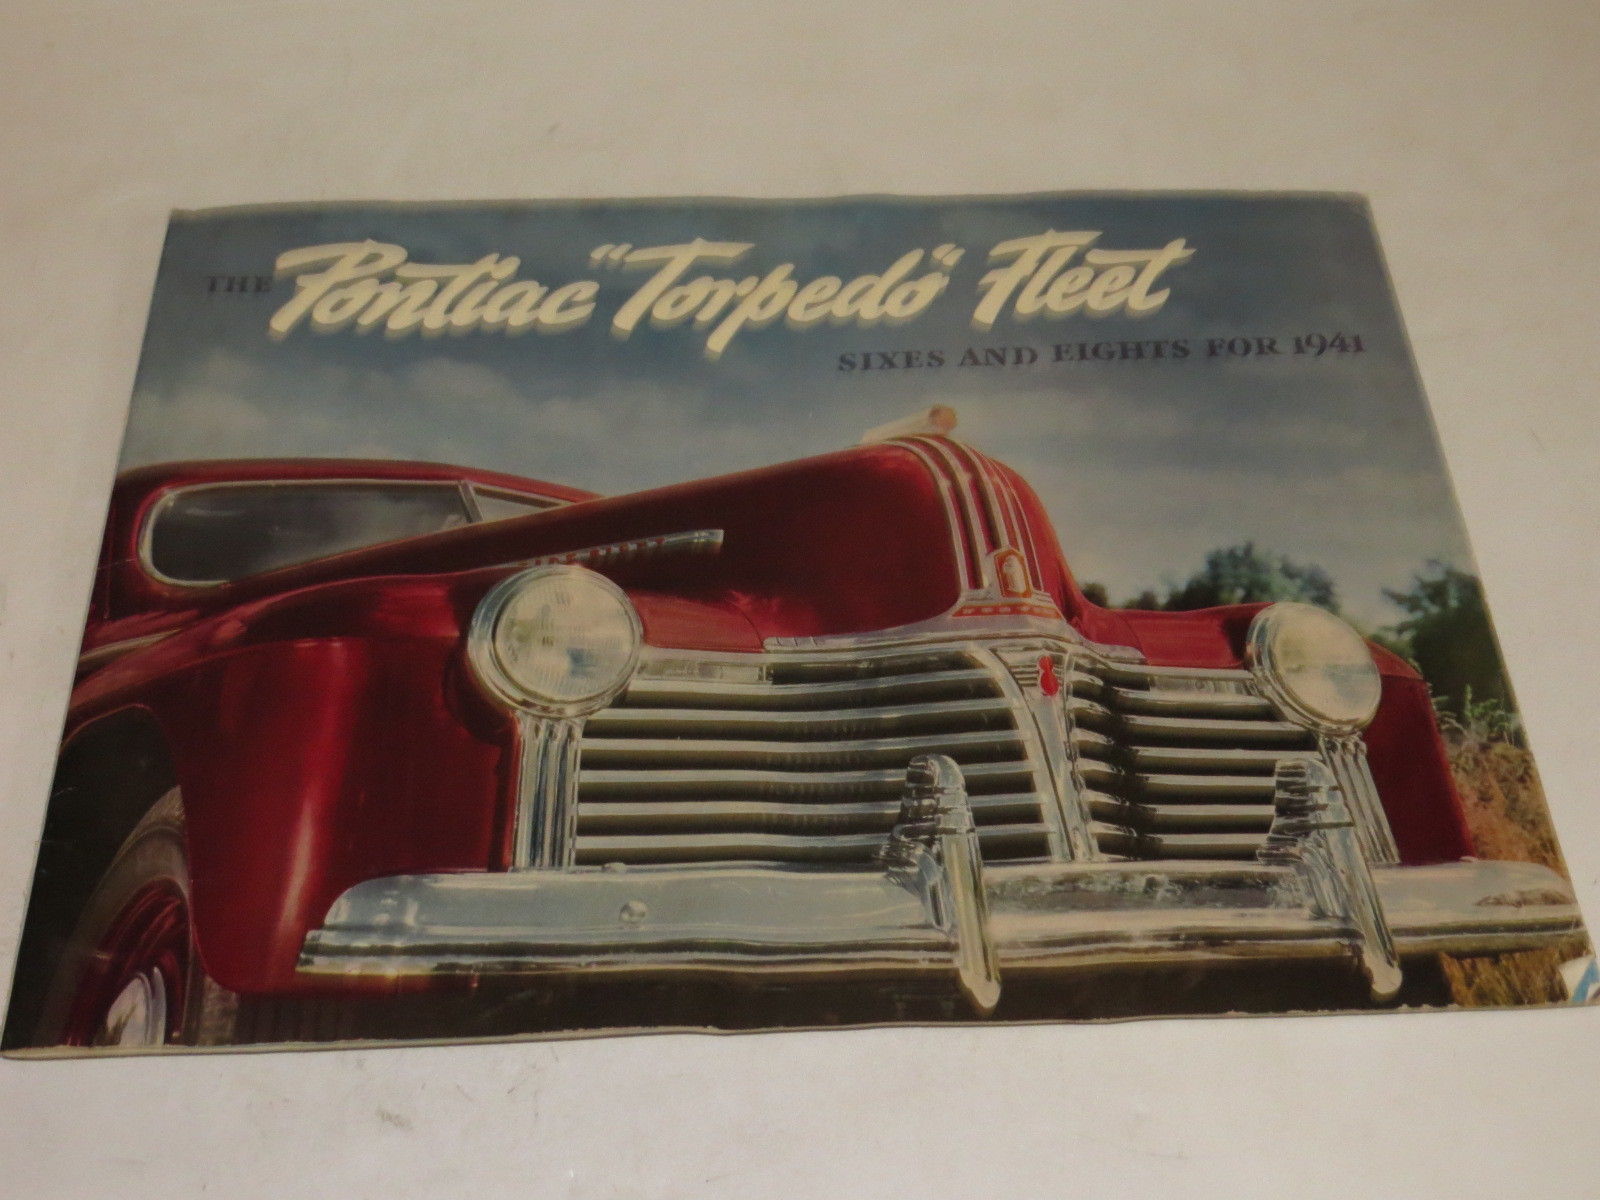 THE Pontiac "Torpedo" Fleet
SIXES AND EIGHTS FOR 1941